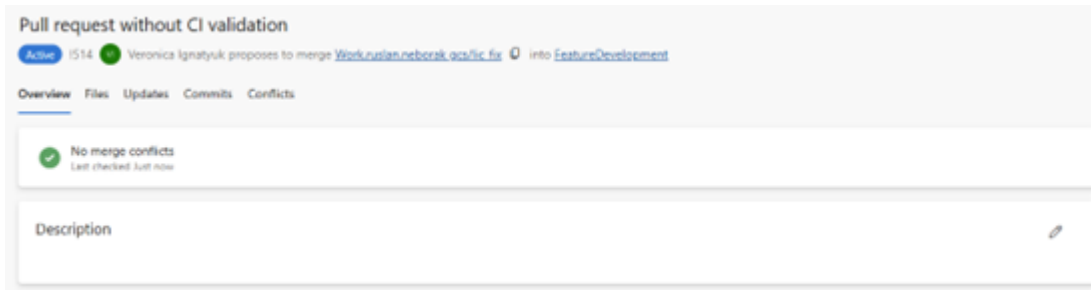 Pull request without CI validation
Active 1514 Veronica Ignatyuk proposes to merge Work.ruslan.neborak.gcs/lic_fix into FeatureDevelopment
Overview Files Updates Commits Conflicts
No merge conflicts
Last checked Just now
Description